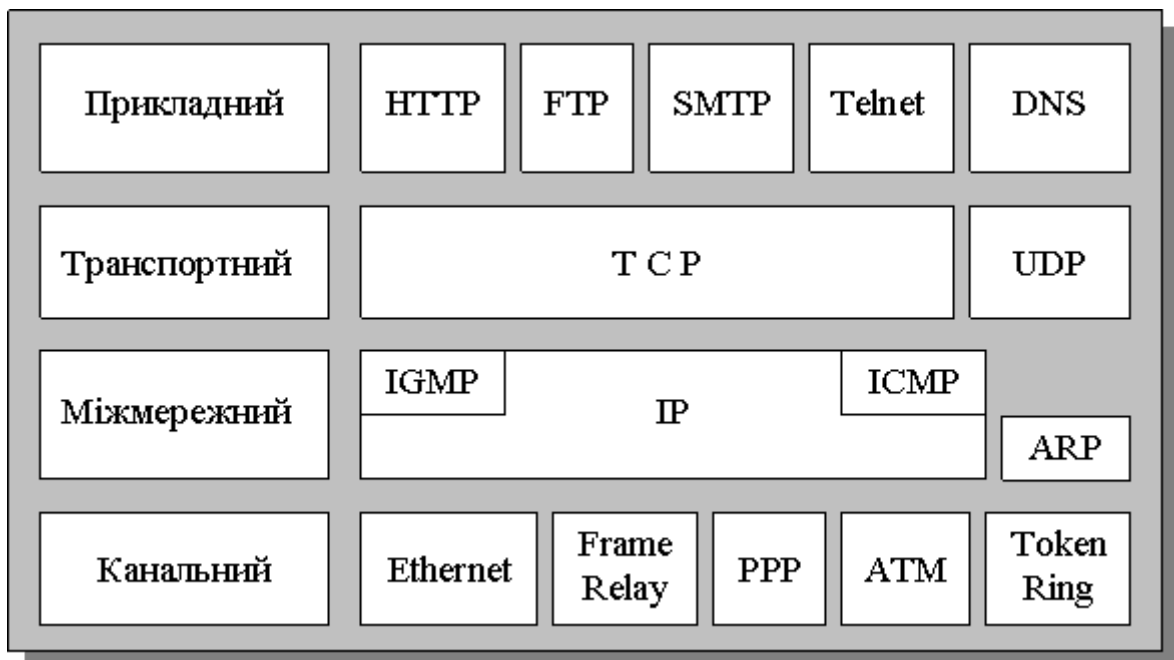 Прикладний
HTTP
FTP
SMTP
Telnet
DNS
Транспортний
T C P
UDP
Міжмережний
IGMP
IP
ICMP
ARP
Канальний
Ethernet
Frame
Relay
PPP
ATM
Token
Ring